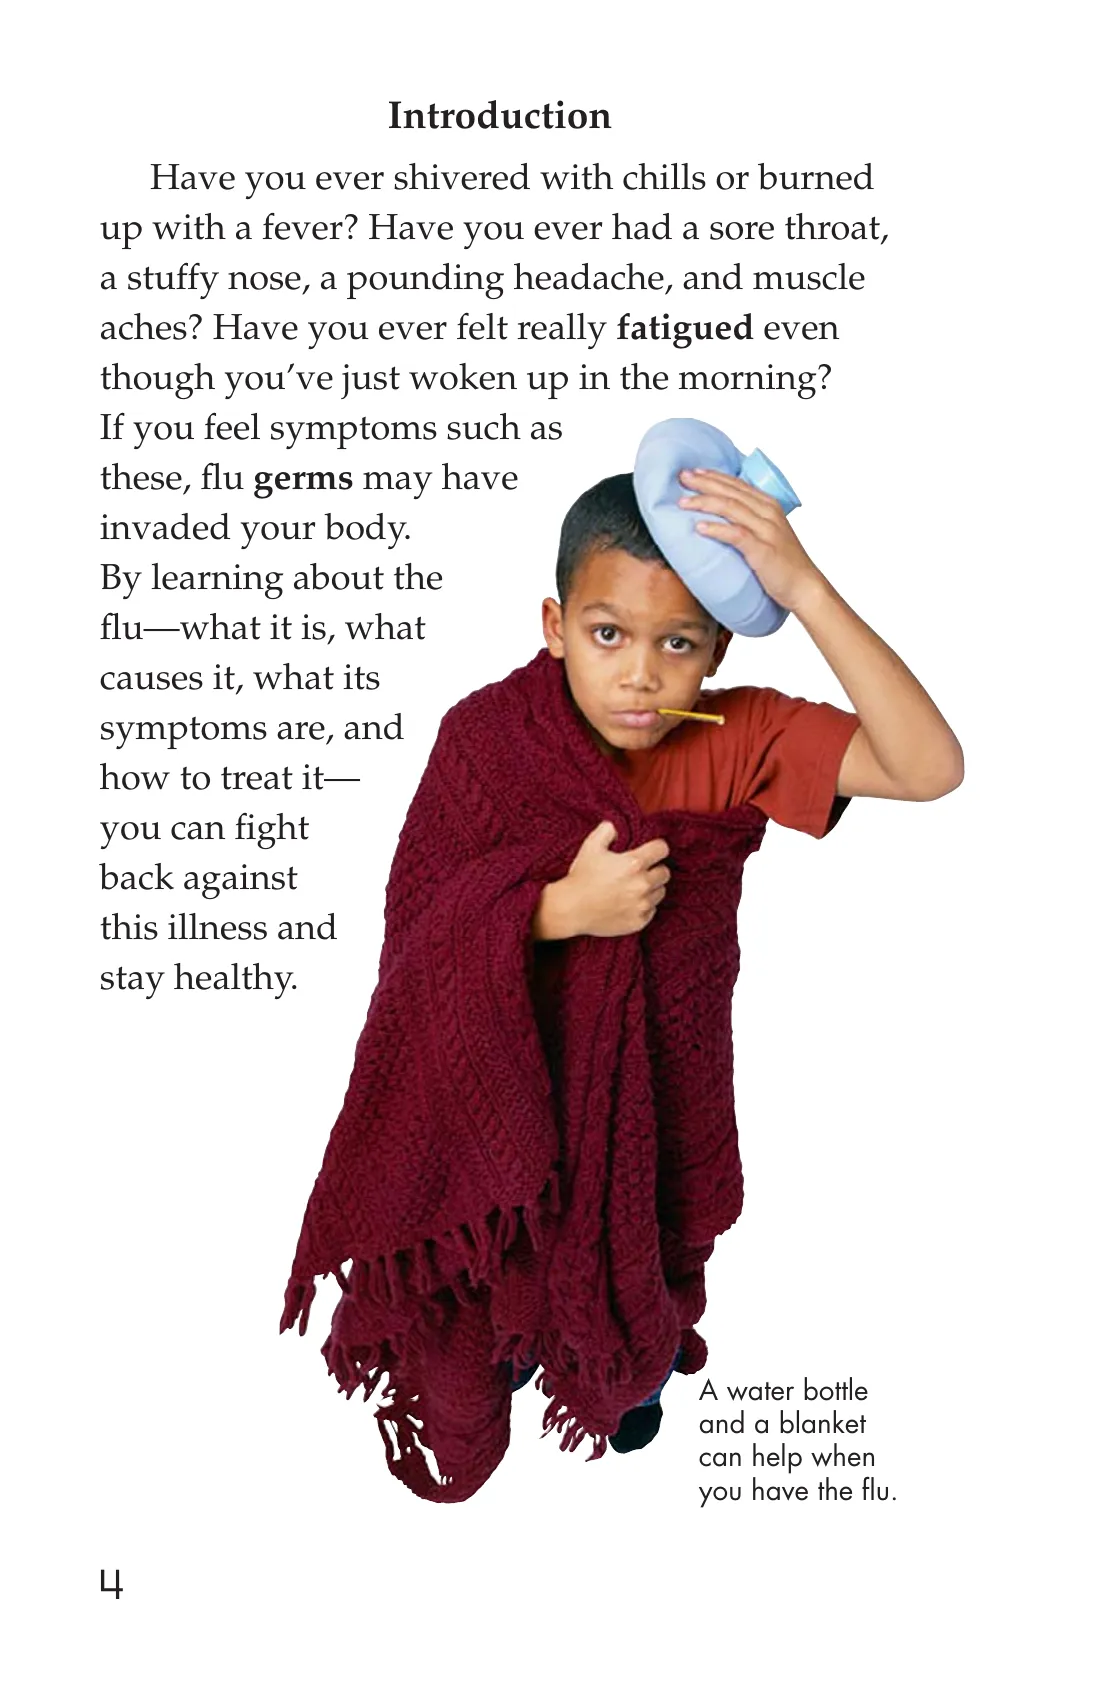 Introduction
Have you ever shivered with chills or burned
up with a fever? Have you ever had a sore throat,
a stuffy nose, a pounding headache, and muscle
aches? Have you ever felt really fatigued even
though you’ve just woken up in the morning?
If you feel symptoms such as
these, flu germs may have
invaded your body.
By learning about the
flu—what it is, what
causes it, what its
symptoms are, and
how to treat it—
you can fight
back against
this illness and
stay healthy.
A water bottle
and a blanket
can help when
you have the flu.
4